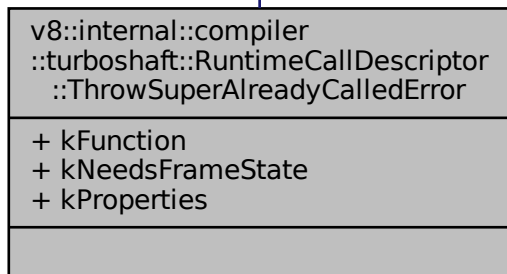 v8::internal::compiler
::turboshaft::RuntimeCallDescriptor
::ThrowSuperAlreadyCalledError
+ kFunction
+ kNeedsFrameState
+ kProperties